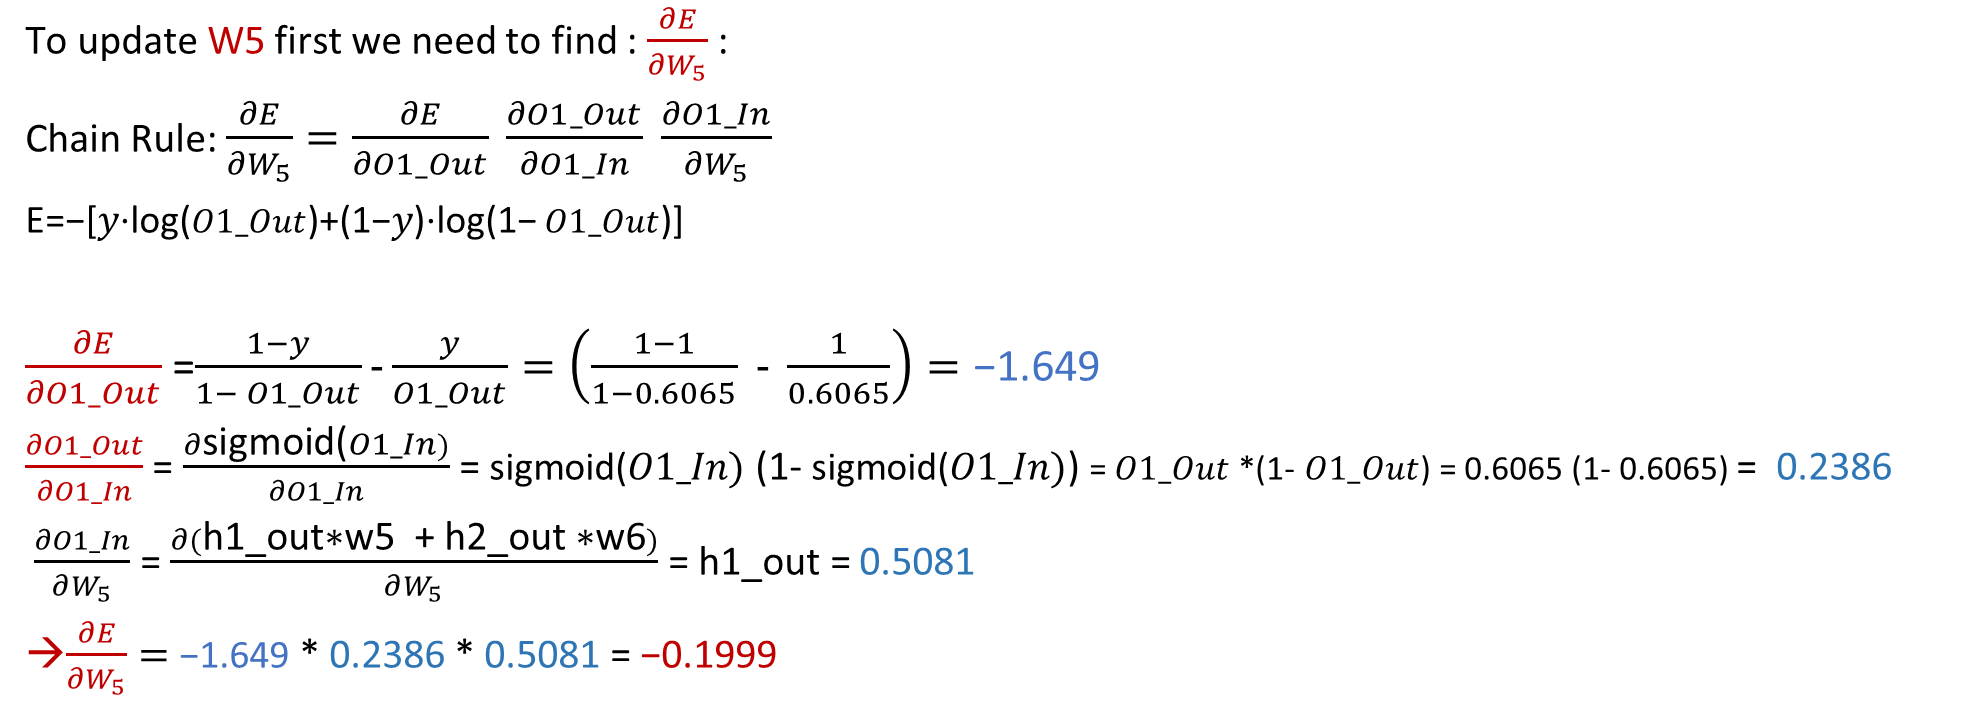 To update W5 first we need to find : ∂E/∂W₅ :
Chain Rule: ∂E/∂W₅ = ∂E/∂O1_Out ∂O1_Out/∂O1_In ∂O1_In/∂W₅
E=−[y·log(O1_Out)+(1−y)·log(1− O1_Out)]
∂E/∂O1_Out = (1−y)/(1− O1_Out) - y/O1_Out = ((1−1)/(1−0.6065) - 1/0.6065) = −1.649
∂O1_Out/∂O1_In = ∂sigmoid(O1_In)/∂O1_In = sigmoid(O1_In) (1- sigmoid(O1_In)) = O1_Out *(1- O1_Out) = 0.6065 (1- 0.6065) = 0.2386
∂O1_In/∂W₅ = ∂(h1_out∗w5 + h2_out ∗w6)/∂W₅ = h1_out = 0.5081
→ ∂E/∂W₅ = −1.649 * 0.2386 * 0.5081 = −0.1999